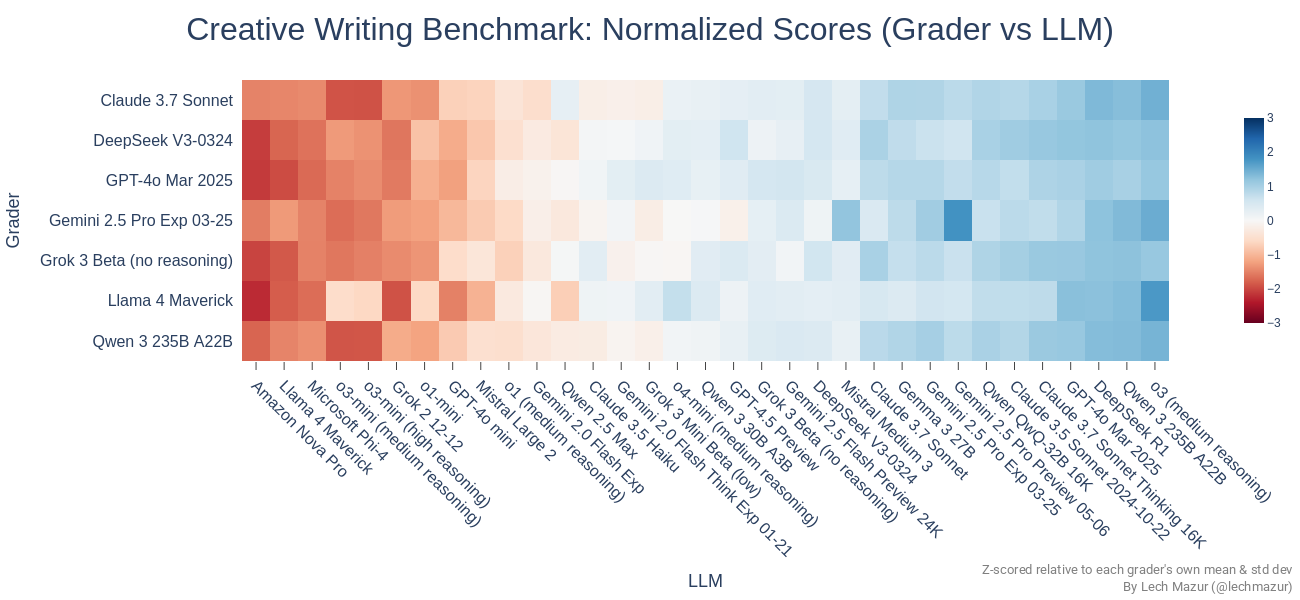 Creative Writing Benchmark: Normalized Scores (Grader vs LLM)
Grader
Claude 3.7 Sonnet
DeepSeek V3-0324
GPT-4o Mar 2025
Gemini 2.5 Pro Exp 03-25
Grok 3 Beta (no reasoning)
Llama 4 Maverick
Qwen 3 235B A22B
3
2
1
0
−1
−2
−3
Amazon Nova Pro
Llama 4 Maverick
Microsoft Phi-4
o3-mini (medium reasoning)
o3-mini (high reasoning)
Grok 2 12-12
o1-mini
GPT-4o mini
Mistral Large 2
o1 (medium reasoning)
Gemini 2.0 Flash Exp
Qwen 2.5 Max
Claude 3.5 Haiku
Gemini 2.0 Flash Think Exp 01-21
Grok 3 Mini Beta (low)
o4-mini (medium reasoning)
Qwen 3 30B A3B
GPT-4.5 Preview
Grok 3 Beta (no reasoning)
Gemini 2.5 Flash Preview 24K
DeepSeek V3-0324
Mistral Medium 3
Claude 3.7 Sonnet
Gemma 3 27B
Gemini 2.5 Pro Exp 03-25
Gemini 2.5 Pro Preview 05-06
Qwen QwQ-32B 16K
Claude 3.5 Sonnet 2024-10-22
Claude 3.7 Sonnet Thinking 16K
GPT-4o Mar 2025
DeepSeek R1
Qwen 3 235B A22B
o3 (medium reasoning)
LLM
Z-scored relative to each grader's own mean & std dev
By Lech Mazur (@lechmazur)